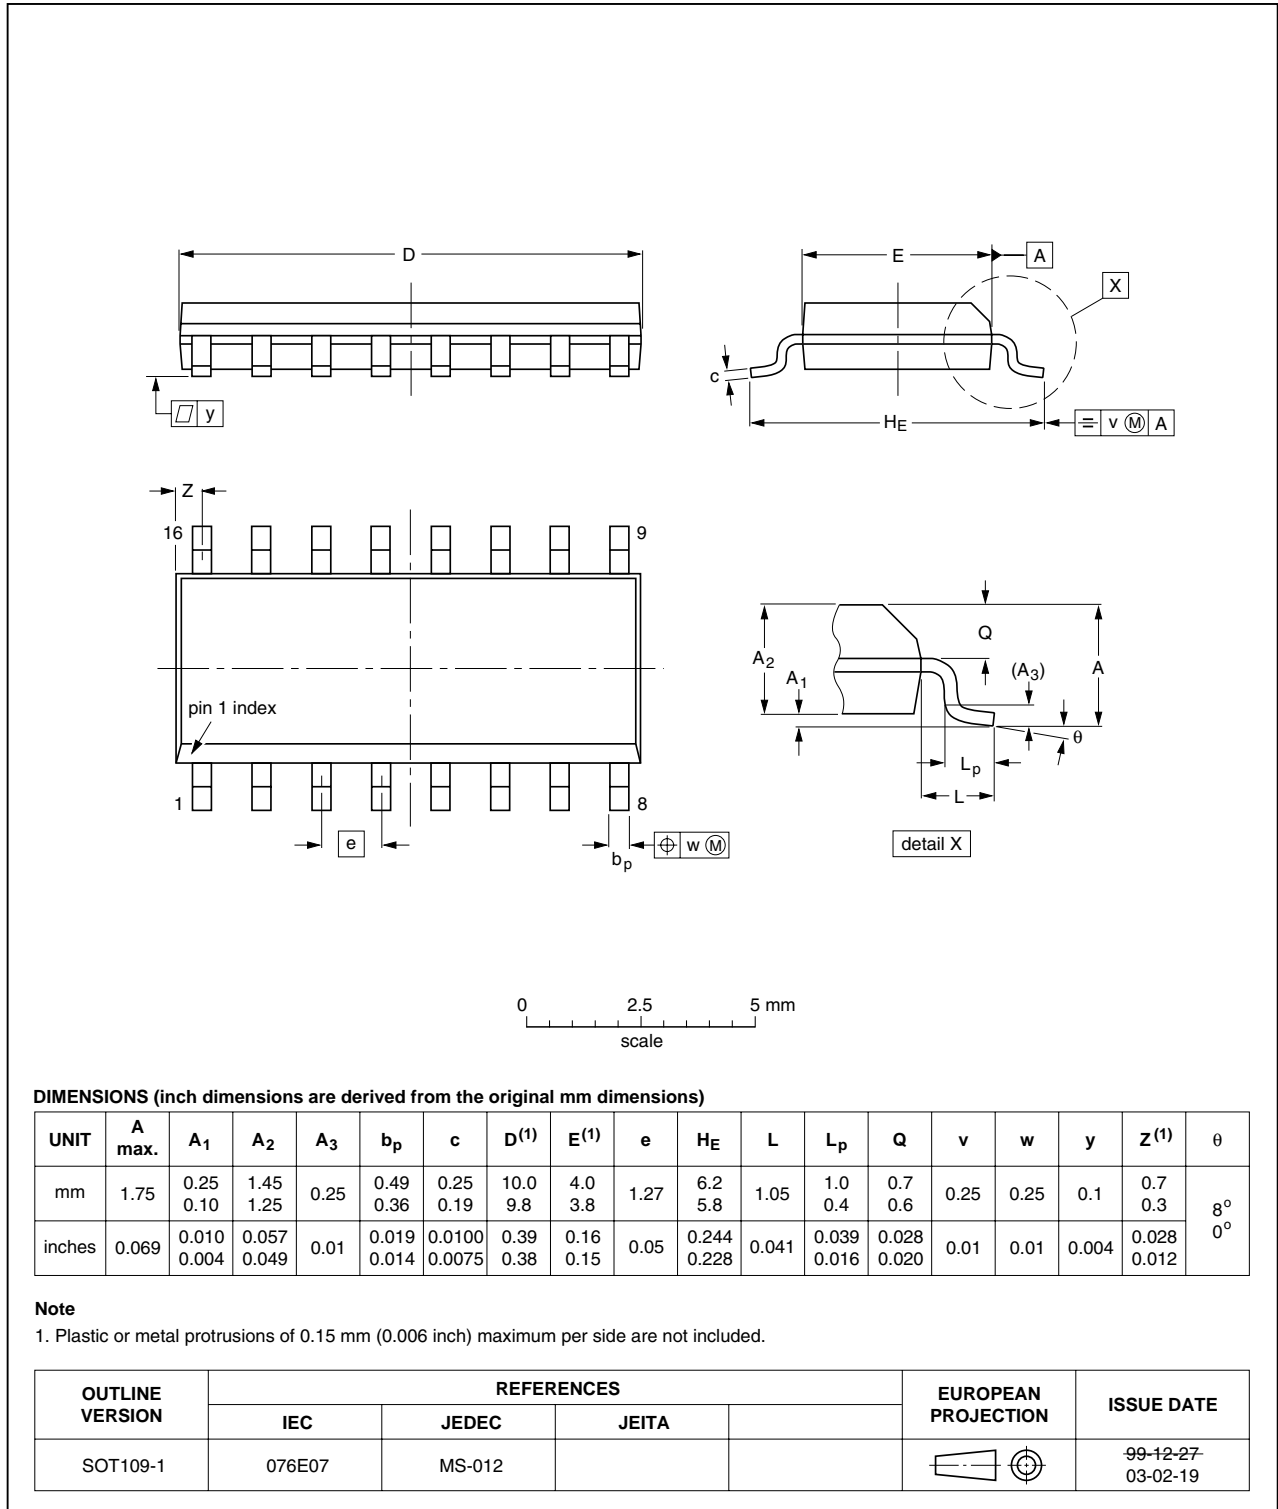 D
E
A
X
c
y
HE
v M A
Z
16
9
pin 1 index
1
8
e
bp
w M
A2
A1
Q
(A3)
A
θ
Lp
L
detail X
0 2.5 5 mm
scale
DIMENSIONS (inch dimensions are derived from the original mm dimensions)
UNIT A max. A1 A2 A3 bp c D(1) E(1) e HE L Lp Q v w y Z(1) θ
mm 1.75 0.25 0.10 1.45 1.25 0.25 0.49 0.36 0.25 0.19 10.0 9.8 4.0 3.8 1.27 6.2 5.8 1.05 1.0 0.4 0.7 0.6 0.25 0.25 0.1 0.7 0.3 8o 0o
inches 0.069 0.010 0.004 0.057 0.049 0.01 0.019 0.014 0.0100 0.0075 0.39 0.38 0.16 0.15 0.05 0.244 0.228 0.041 0.039 0.016 0.028 0.020 0.01 0.01 0.004 0.028 0.012
Note
1. Plastic or metal protrusions of 0.15 mm (0.006 inch) maximum per side are not included.
OUTLINE VERSION REFERENCES EUROPEAN PROJECTION ISSUE DATE
IEC JEDEC JEITA
SOT109-1 076E07 MS-012 99-12-27
03-02-19